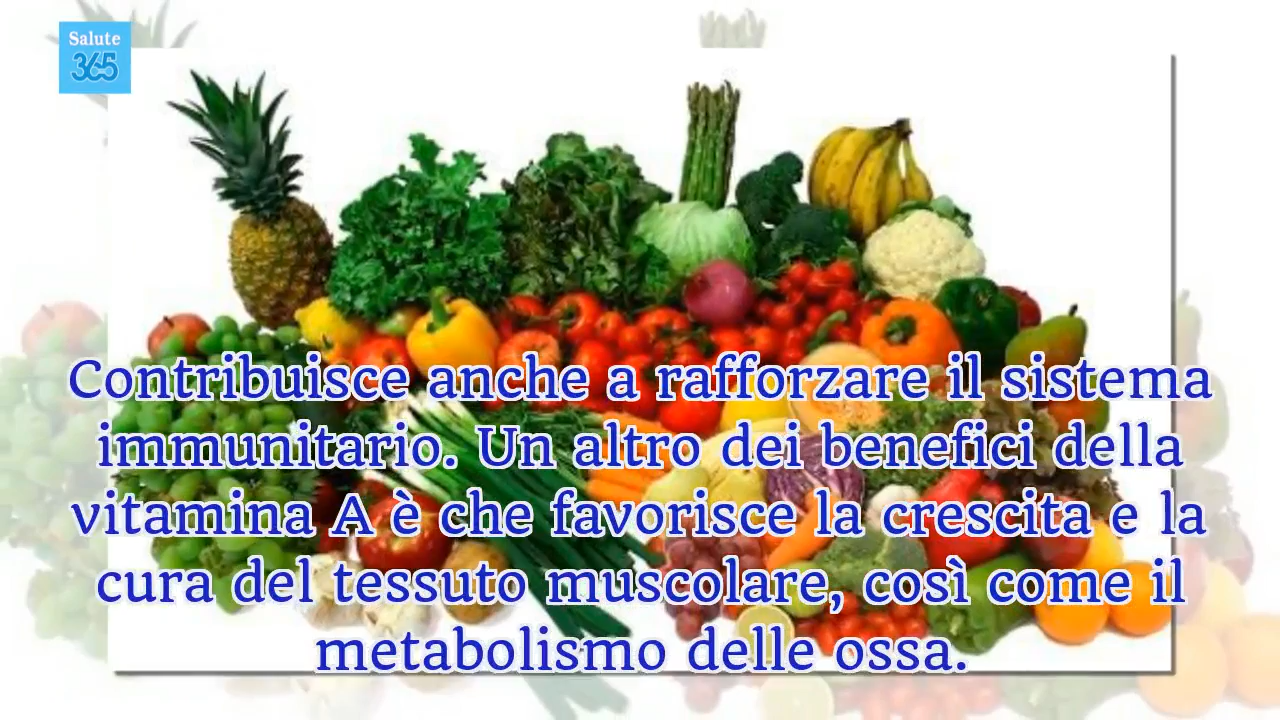 Salute
365
Contribuisce anche a rafforzare il sistema
immunitario. Un altro dei benefici della
vitamina A è che favorisce la crescita e la
cura del tessuto muscolare, così come il
metabolismo delle ossa.